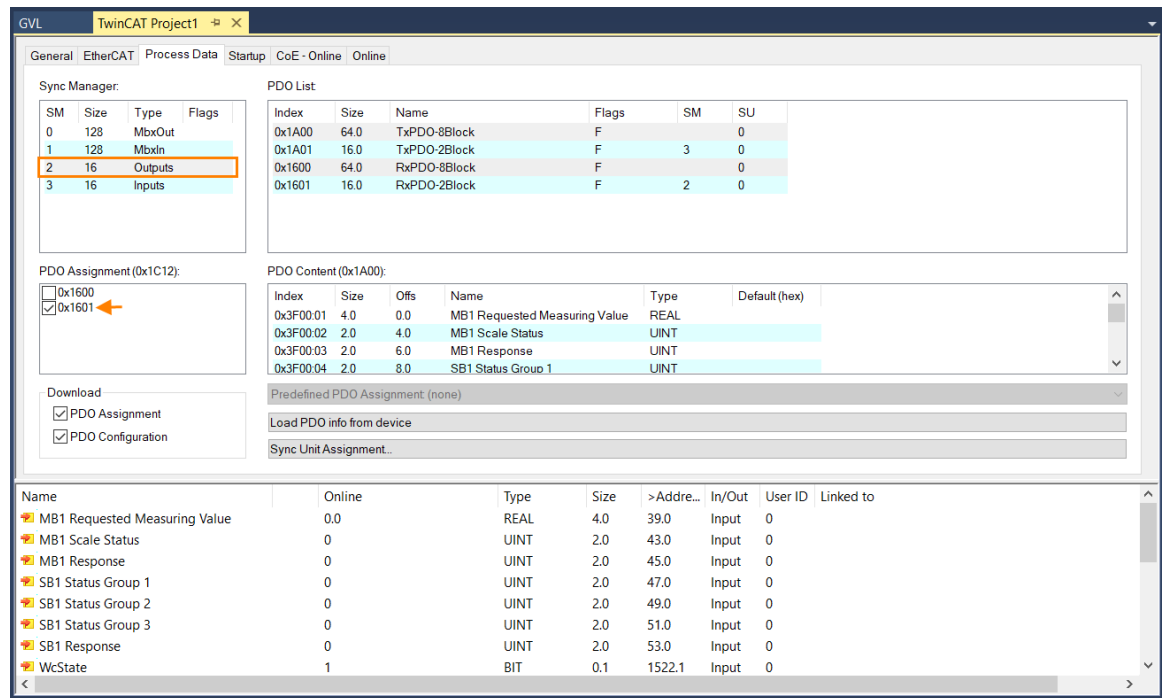 GVL TwinCAT Project1
General EtherCAT Process Data Startup CoE - Online Online
Sync Manager:
SM Size Type Flags
0 128 MbxOut
1 128 MbxIn
2 16 Outputs
3 16 Inputs
PDO List:
Index Size Name Flags SM SU
0x1A00 64.0 TxPDO-8Block F 0
0x1A01 16.0 TxPDO-2Block F 3 0
0x1600 64.0 RxPDO-8Block F 0
0x1601 16.0 RxPDO-2Block F 2 0
PDO Assignment (0x1C12):
0x1600
0x1601
PDO Content (0x1A00):
Index Size Offs Name Type Default (hex)
0x3F00:01 4.0 0.0 MB1 Requested Measuring Value REAL
0x3F00:02 2.0 4.0 MB1 Scale Status UINT
0x3F00:03 2.0 6.0 MB1 Response UINT
0x3F00:04 2.0 8.0 SB1 Status Group 1 UINT
Download
PDO Assignment
PDO Configuration
Predefined PDO Assignment: (none)
Load PDO info from device
Sync Unit Assignment...
Name Online Type Size >Addre... In/Out User ID Linked to
MB1 Requested Measuring Value 0.0 REAL 4.0 39.0 Input 0
MB1 Scale Status 0 UINT 2.0 43.0 Input 0
MB1 Response 0 UINT 2.0 45.0 Input 0
SB1 Status Group 1 0 UINT 2.0 47.0 Input 0
SB1 Status Group 2 0 UINT 2.0 49.0 Input 0
SB1 Status Group 3 0 UINT 2.0 51.0 Input 0
SB1 Response 0 UINT 2.0 53.0 Input 0
WcState 1 BIT 0.1 1522.1 Input 0